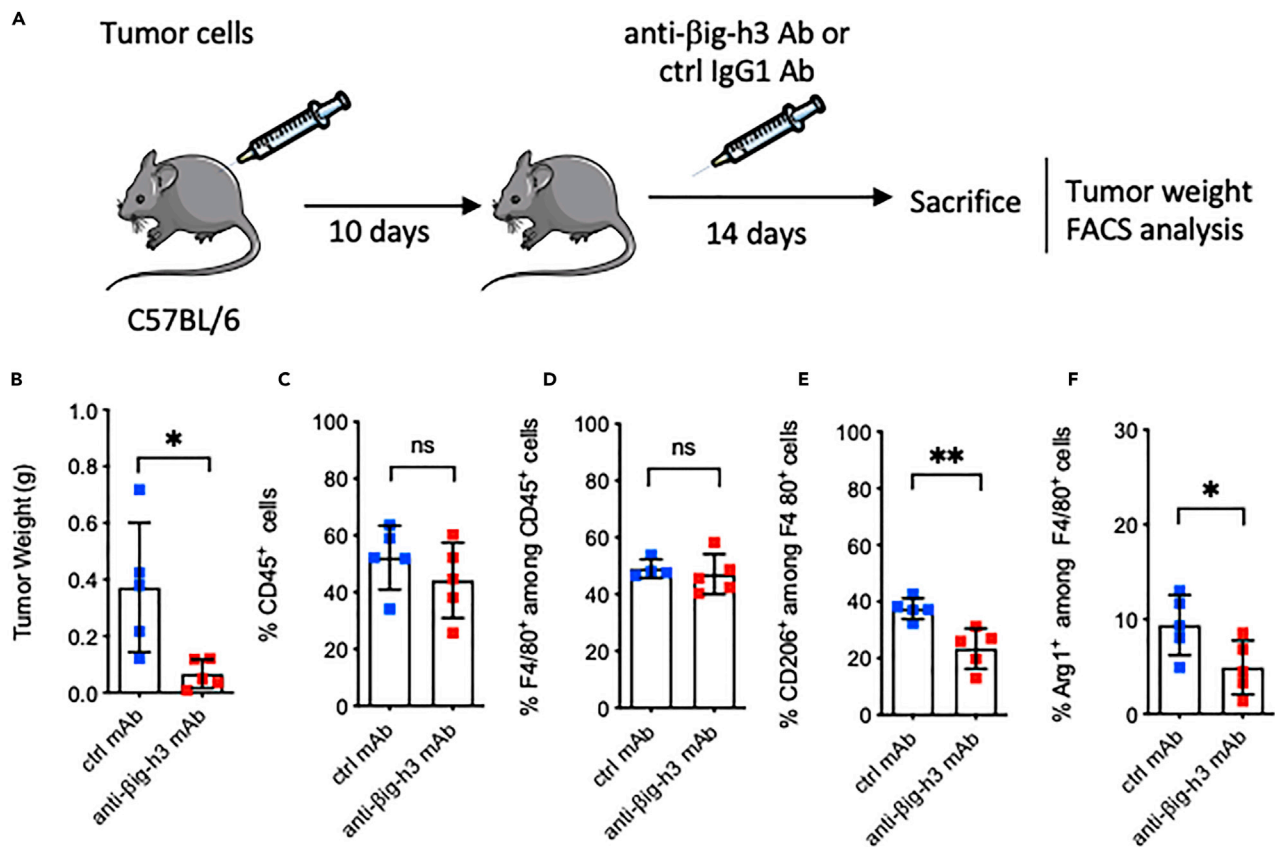 A
Tumor cells
anti-βig-h3 Ab or
ctrl IgG1 Ab
10 days
14 days
Sacrifice
Tumor weight
FACS analysis
C57BL/6
B
Tumor Weight (g)
1.0
0.8
0.6
0.4
0.2
0.0
*
ctrl mAb
anti-βig-h3 mAb
C
% CD45⁺ cells
100
80
60
40
20
0
ns
ctrl mAb
anti-βig-h3 mAb
D
% F4/80⁺ among CD45⁺ cells
100
80
60
40
20
0
ns
ctrl mAb
anti-βig-h3 mAb
E
% CD206⁺ among F4 80⁺ cells
100
80
60
40
20
0
**
ctrl mAb
anti-βig-h3 mAb
F
% Arg1⁺ among F4/80⁺ cells
30
20
10
0
*
ctrl mAb
anti-βig-h3 mAb